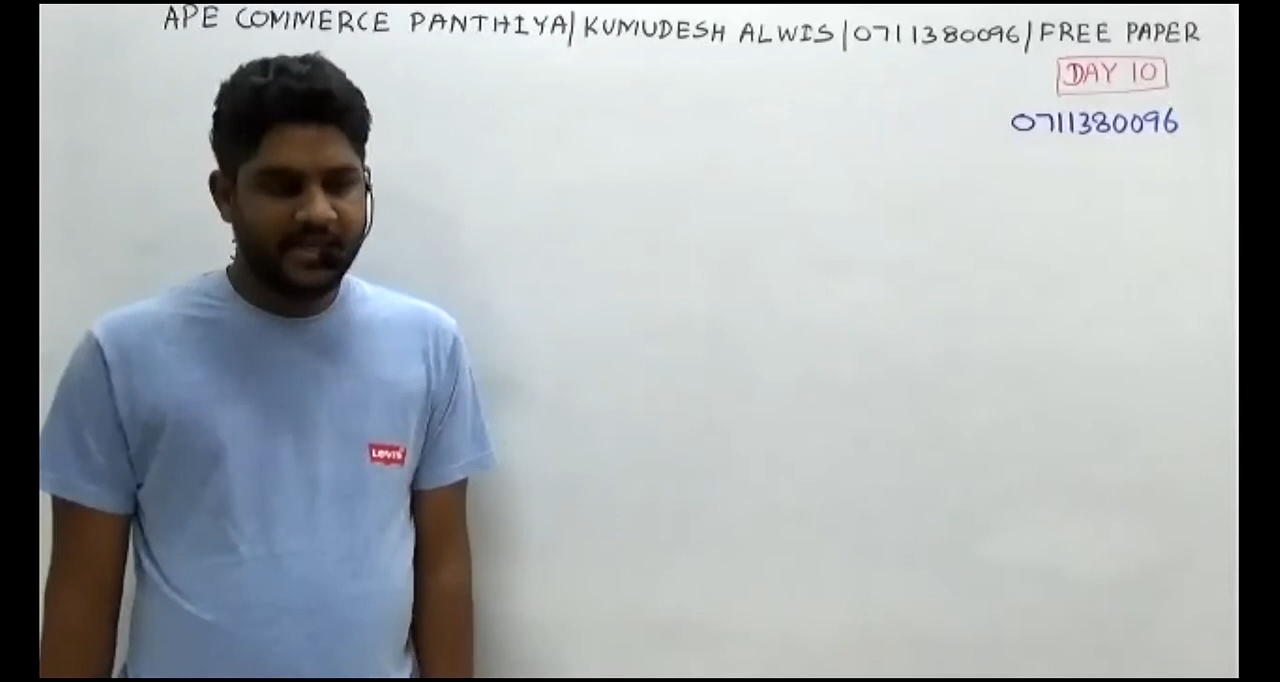 APE COMMERCE PANTHIYA/KUMUDESH ALWIS/0711380096/FREE PAPER
DAY 10
0711380096
LEVI'S